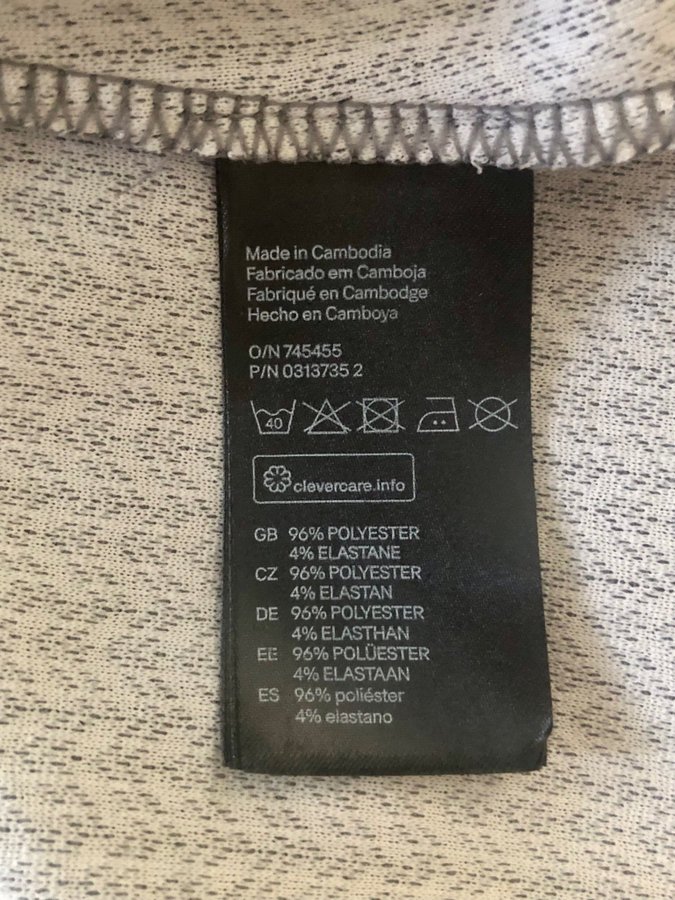 Made in Cambodia
Fabricado em Camboja
Fabriqué en Cambodge
Hecho en Camboya
O/N 745455
P/N 0313735 2
40
clevercare.info
GB 96% POLYESTER
4% ELASTANE
CZ 96% POLYESTER
4% ELASTAN
DE 96% POLYESTER
4% ELASTHAN
EE 96% POLÜESTER
4% ELASTAAN
ES 96% poliéster
4% elastano